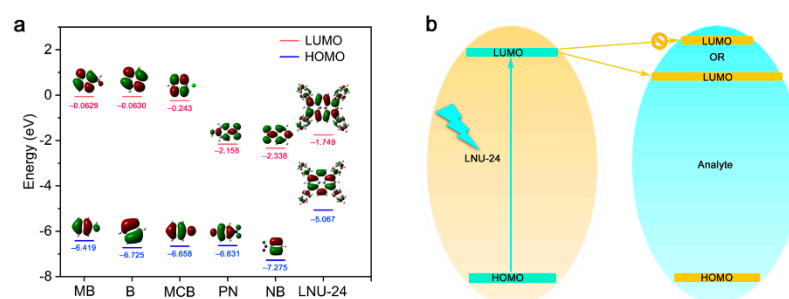 a
b
Energy (eV)
2
0
−2
−4
−6
−8
LUMO
HOMO
−0.0629
−0.0630
−0.243
−2.158
−2.338
−1.749
−5.067
−6.419
−6.725
−6.658
−6.631
−7.275
MB B MCB PN NB LNU-24
LUMO
LNU-24
HOMO
LUMO
OR
LUMO
Analyte
HOMO